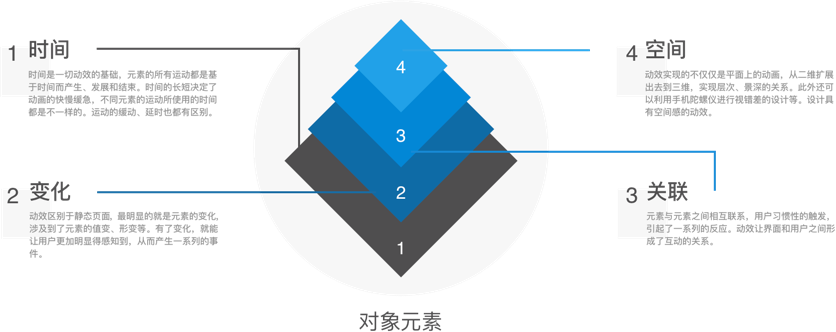 1 时间
时间是一切动效的基础，元素的所有运动都是基
于时间而产生、发展和结束。时间的长短决定了
动画的快慢缓急，不同元素的运动所使用的时间
都是不一样的。运动的缓动、延时也都有区别。
2 变化
动效区别于静态页面，最明显的就是元素的变化，
涉及到了元素的值变、形变等。有了变化，就能
让用户更加明显得感知到，从而产生一系列的事
件。
4
3
2
1
对象元素
4 空间
动效实现的不仅仅是平面上的动画，从二维扩展
出去到三维，实现层次、景深的关系。此外还可
以利用手机陀螺仪进行视错差的设计等，设计具
有空间感的动效。
3 关联
元素与元素之间相互联系，用户习惯性的触发，
引起了一系列的反应。动效让界面和用户之间形
成了互动的关系。